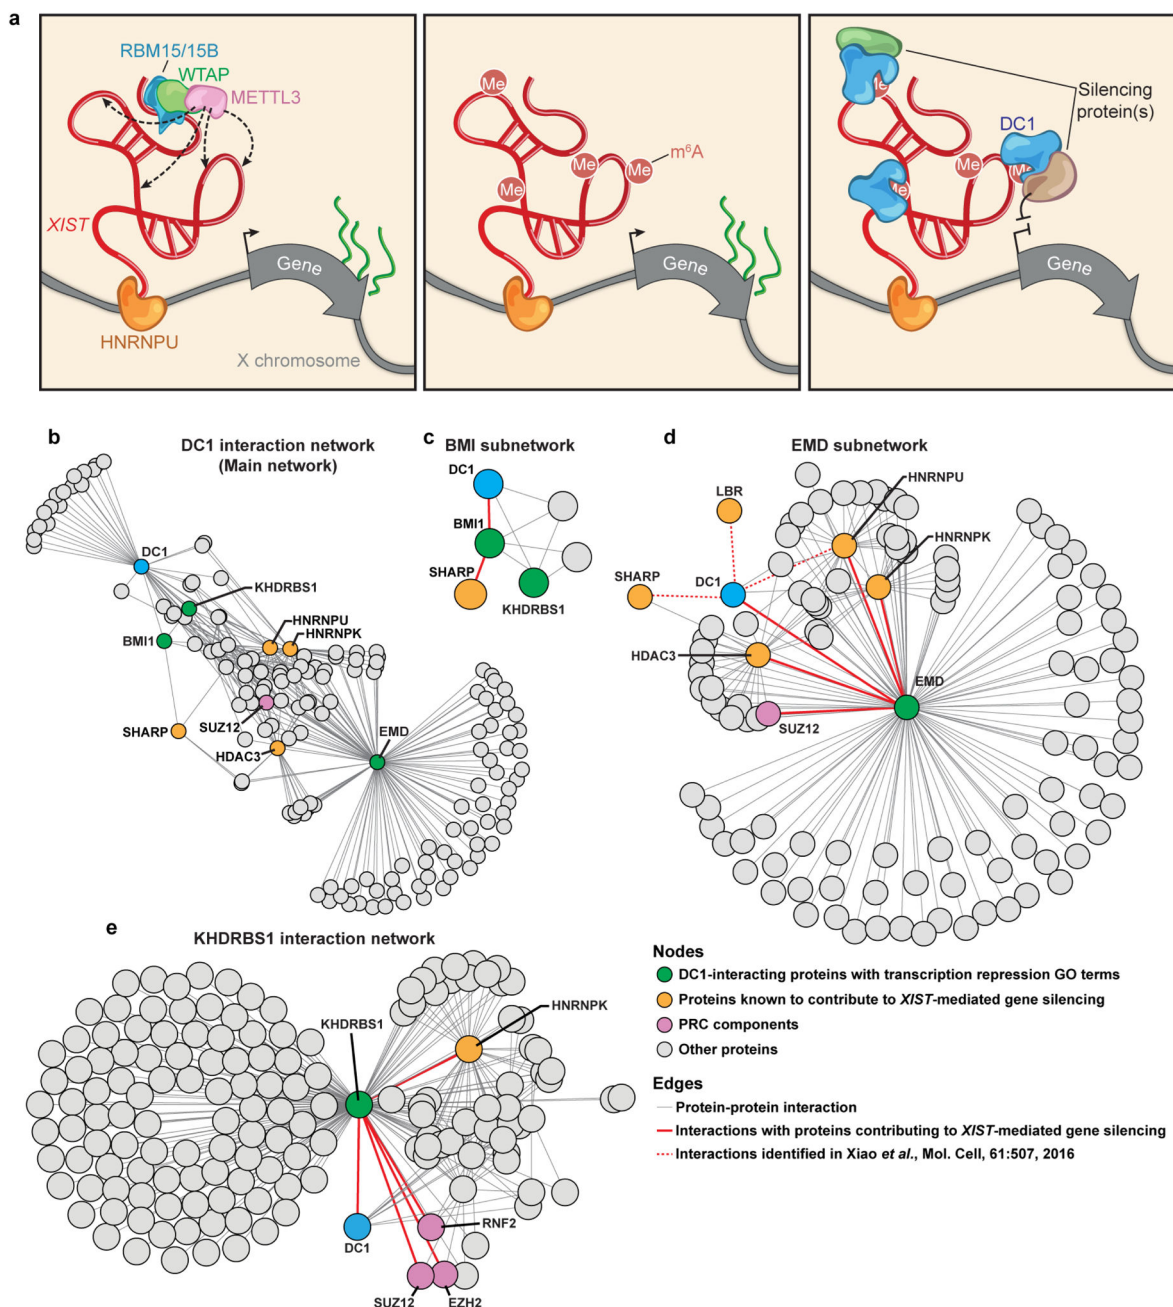 a
RBM15/15B
WTAP
METTL3
XIST
Gene
HNRNPU
X chromosome
Me
Me
Me
m⁶A
Me
Gene
Me
Silencing
protein(s)
DC1
Me
Me
Me
Gene
b
DC1 interaction network
(Main network)
DC1
KHDRBS1
HNRNPU
HNRNPK
BMI1
SUZ12
SHARP
HDAC3
EMD
c
BMI subnetwork
DC1
BMI1
SHARP
KHDRBS1
d
EMD subnetwork
HNRNPU
LBR
HNRNPK
SHARP
DC1
HDAC3
EMD
SUZ12
e
KHDRBS1 interaction network
KHDRBS1
HNRNPK
RNF2
DC1
SUZ12
EZH2
Nodes
DC1-interacting proteins with transcription repression GO terms
Proteins known to contribute to XIST-mediated gene silencing
PRC components
Other proteins
Edges
Protein-protein interaction
Interactions with proteins contributing to XIST-mediated gene silencing
Interactions identified in Xiao et al., Mol. Cell, 61:507, 2016